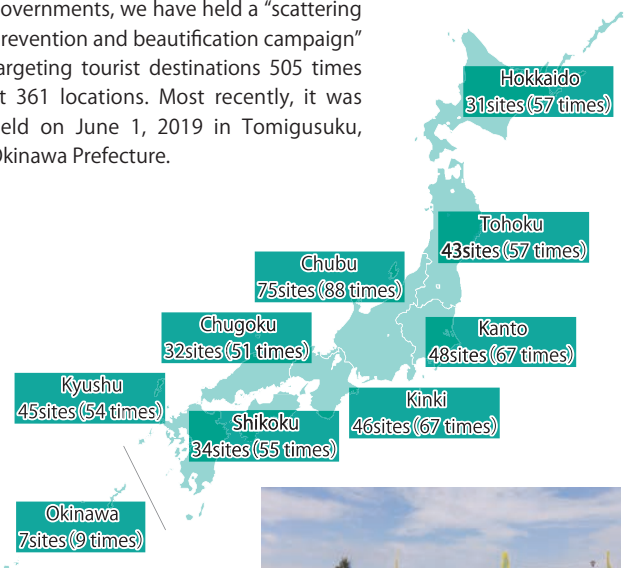 overnments, we have held a “scattering
revention and beautification campaign”
argeting tourist destinations 505 times
t 361 locations. Most recently, it was
eld on June 1, 2019 in Tomigusuku,
Okinawa Prefecture.
Hokkaido
31sites(57 times)
Tohoku
43sites(57 times)
Chubu
75sites(88 times)
Chugoku
32sites(51 times)
Kanto
48sites(67 times)
Kyushu
45sites(54 times)
Kinki
46sites(67 times)
Shikoku
34sites(55 times)
Okinawa
7sites(9 times)